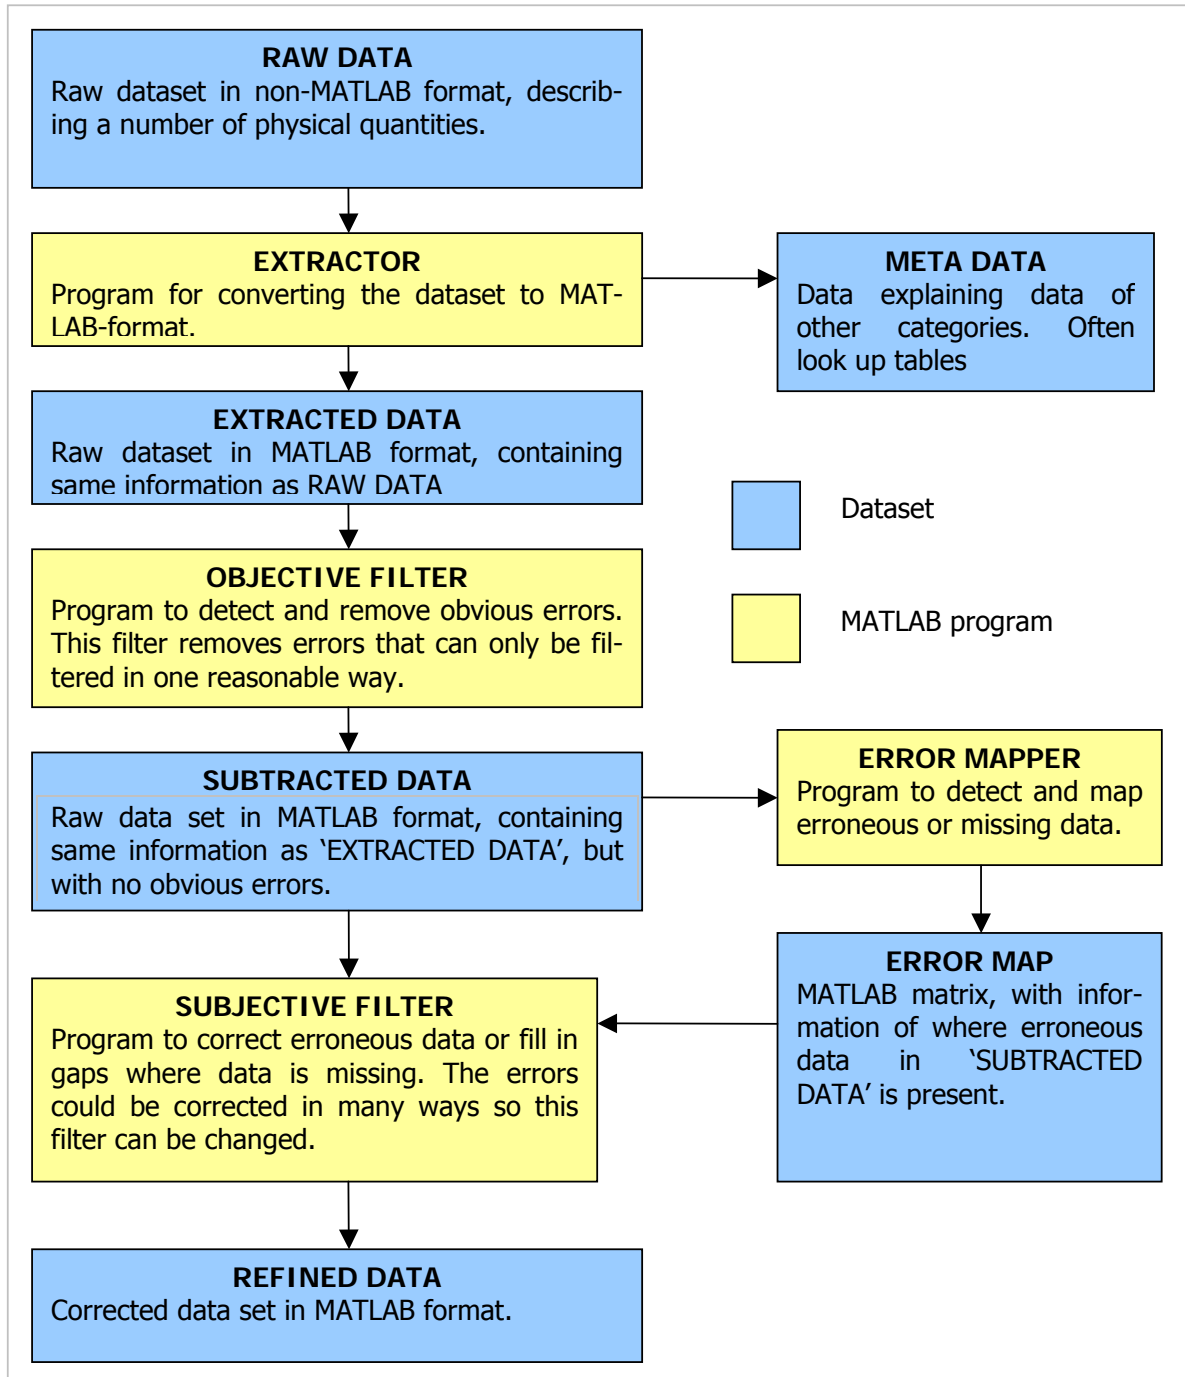 RAW DATA
Raw dataset in non-MATLAB format, describ-
ing a number of physical quantities.
EXTRACTOR
Program for converting the dataset to MAT-
LAB-format.
META DATA
Data explaining data of
other categories. Often
look up tables
EXTRACTED DATA
Raw dataset in MATLAB format, containing
same information as RAW DATA
Dataset
MATLAB program
OBJECTIVE FILTER
Program to detect and remove obvious errors.
This filter removes errors that can only be fil-
tered in one reasonable way.
SUBTRACTED DATA
Raw data set in MATLAB format, containing
same information as ‘EXTRACTED DATA’, but
with no obvious errors.
ERROR MAPPER
Program to detect and map
erroneous or missing data.
ERROR MAP
MATLAB matrix, with infor-
mation of where erroneous
data in ‘SUBTRACTED
DATA’ is present.
SUBJECTIVE FILTER
Program to correct erroneous data or fill in
gaps where data is missing. The errors
could be corrected in many ways so this
filter can be changed.
REFINED DATA
Corrected data set in MATLAB format.